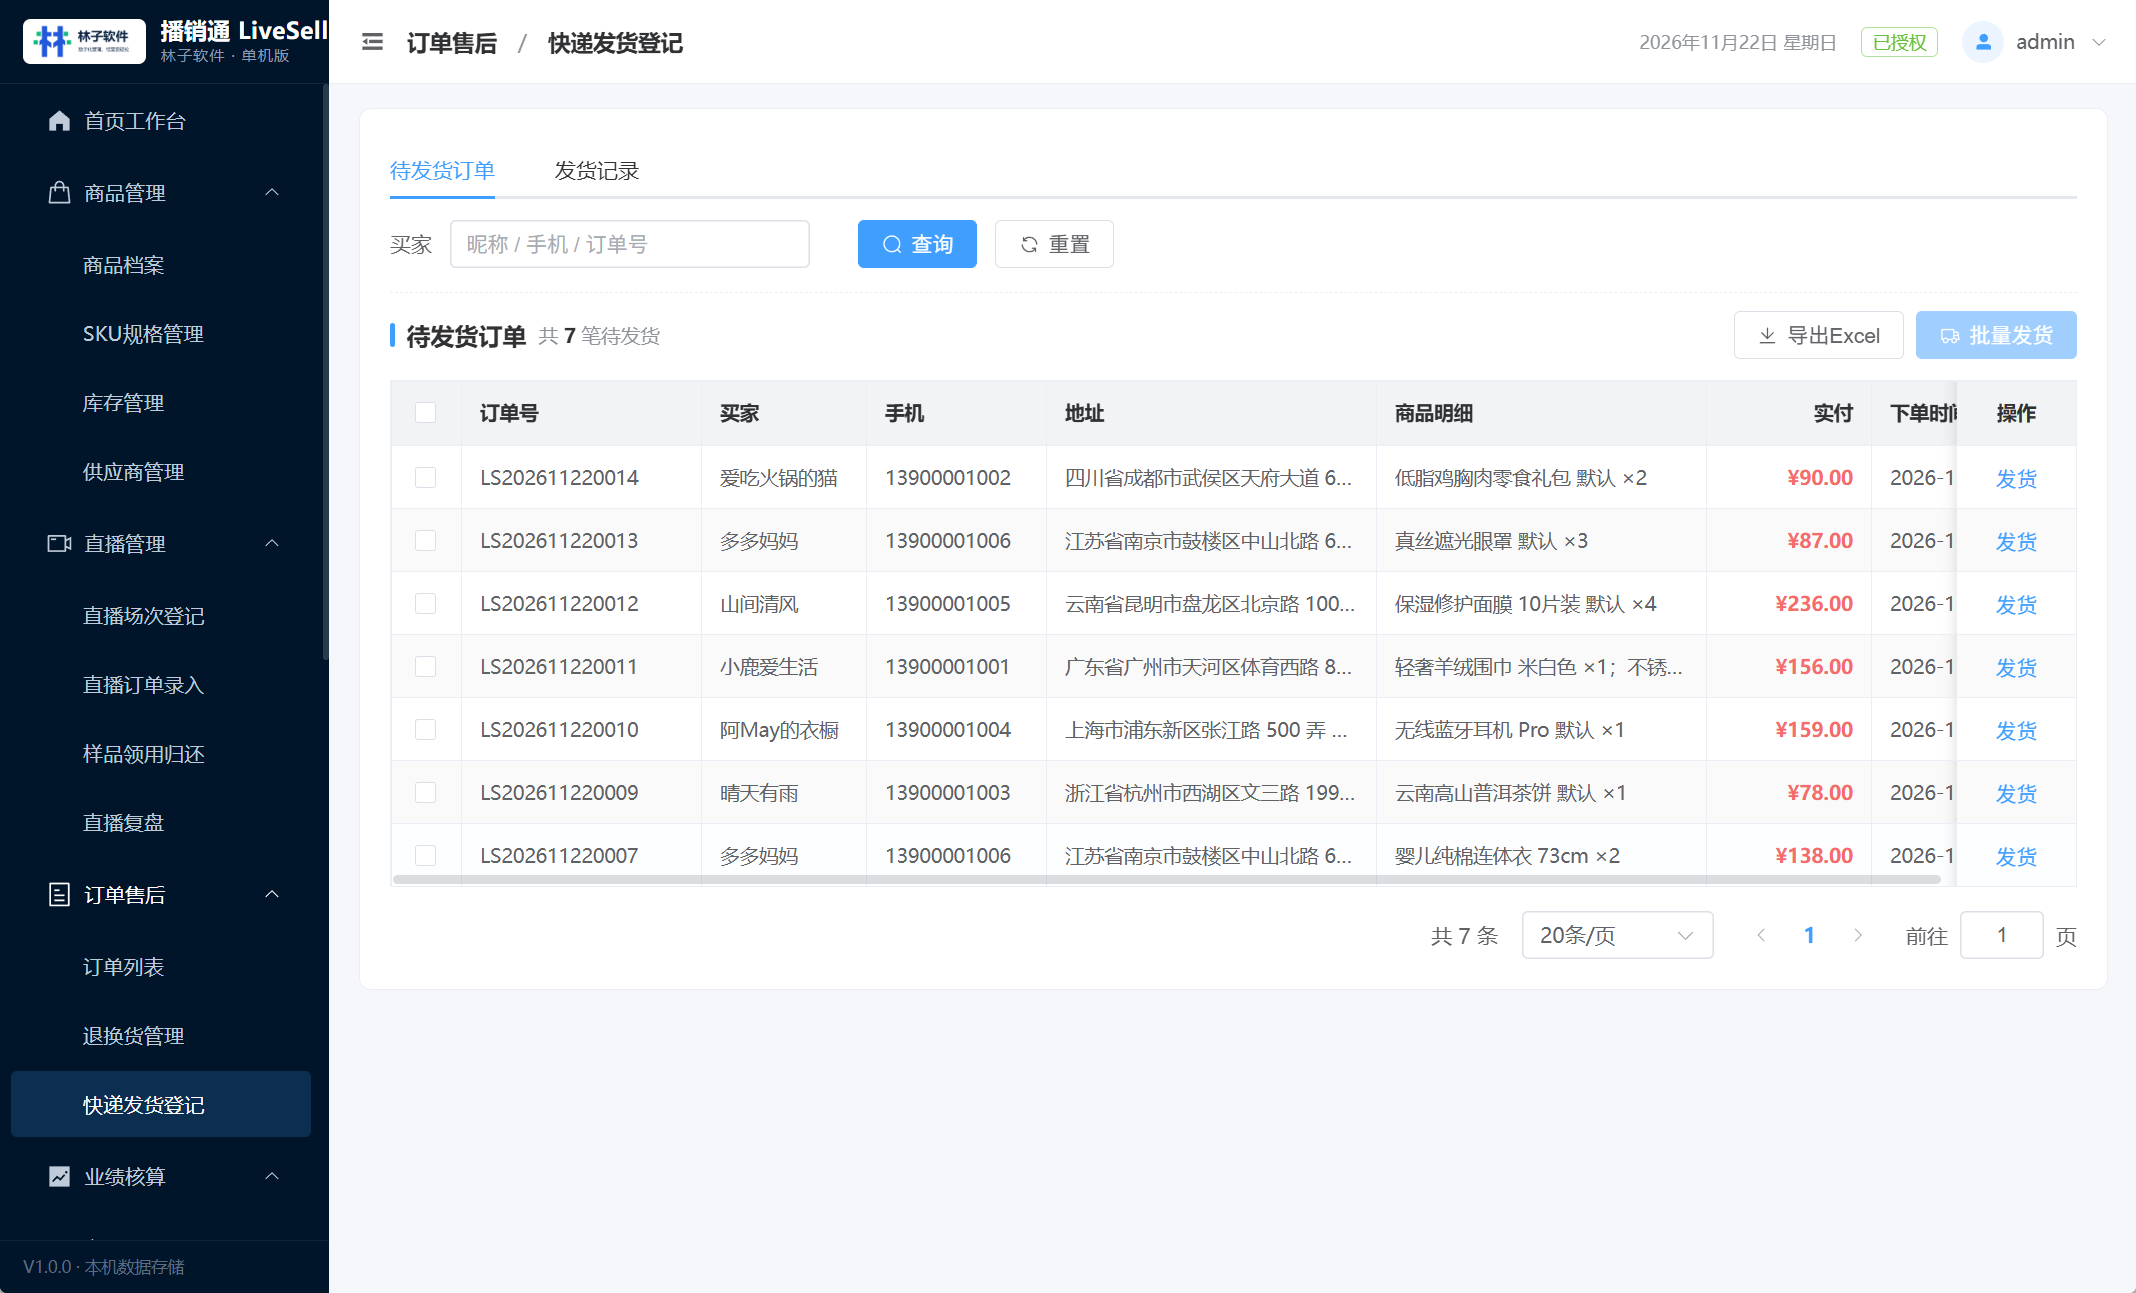 林子软件
播销通 LiveSell
林子软件 · 单机版
订单售后 / 快递发货登记
2026年11月22日 星期日
已授权
admin
首页工作台
商品管理
商品档案
SKU规格管理
库存管理
供应商管理
直播管理
直播场次登记
直播订单录入
样品领用归还
直播复盘
订单售后
订单列表
退换货管理
快递发货登记
业绩核算
V1.0.0 · 本机数据存储
待发货订单 发货记录
买家 昵称 / 手机 / 订单号 查询 重置
待发货订单 共 7 笔待发货 导出Excel 批量发货
订单号 买家 手机 地址 商品明细 实付 下单时间 操作
LS202611220014 爱吃火锅的猫 13900001002 四川省成都市武侯区天府大道 6... 低脂鸡胸肉零食礼包 默认 ×2 ¥90.00 2026-1 发货
LS202611220013 多多妈妈 13900001006 江苏省南京市鼓楼区中山北路 6... 真丝遮光眼罩 默认 ×3 ¥87.00 2026-1 发货
LS202611220012 山间清风 13900001005 云南省昆明市盘龙区北京路 100... 保湿修护面膜 10片装 默认 ×4 ¥236.00 2026-1 发货
LS202611220011 小鹿爱生活 13900001001 广东省广州市天河区体育西路 8... 轻奢羊绒围巾 米白色 ×1；不锈... ¥156.00 2026-1 发货
LS202611220010 阿May的衣橱 13900001004 上海市浦东新区张江路 500 弄 ... 无线蓝牙耳机 Pro 默认 ×1 ¥159.00 2026-1 发货
LS202611220009 晴天有雨 13900001003 浙江省杭州市西湖区文三路 199... 云南高山普洱茶饼 默认 ×1 ¥78.00 2026-1 发货
LS202611220007 多多妈妈 13900001006 江苏省南京市鼓楼区中山北路 6... 婴儿纯棉连体衣 73cm ×2 ¥138.00 2026-1 发货
共 7 条 20条/页 1 前往 1 页